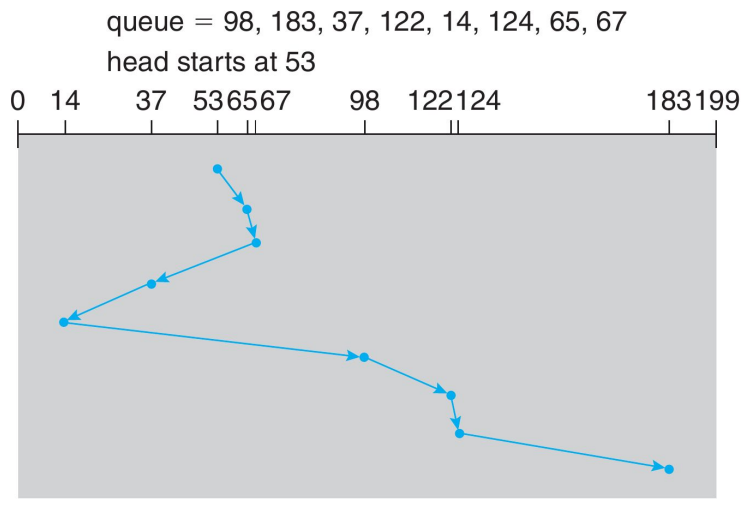 queue = 98, 183, 37, 122, 14, 124, 65, 67
head starts at 53
0 14 37 53 65 67 98 122 124 183 199